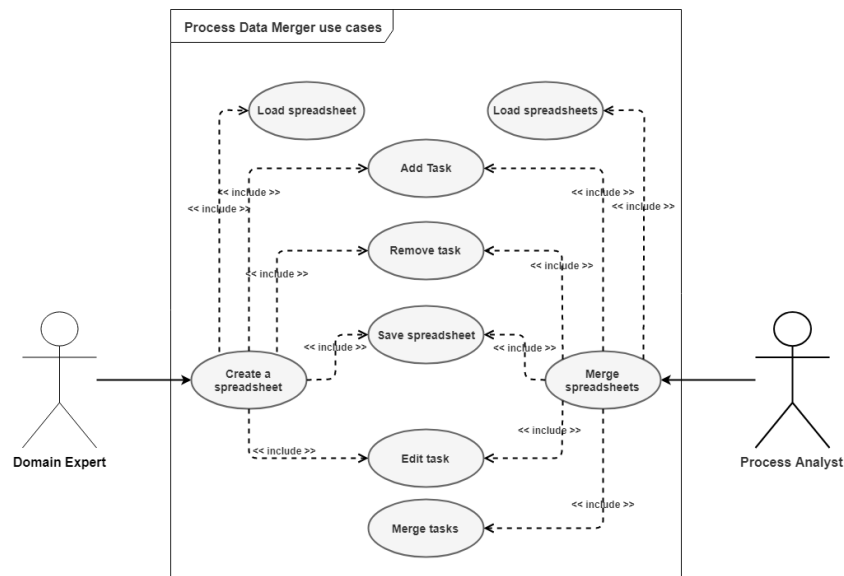 Process Data Merger use cases
Load spreadsheet
Load spreadsheets
Add Task
<< include >>
<< include >>
<< include >>
<< include >>
Remove task
<< include >>
<< include >>
Save spreadsheet
<< include >>
<< include >>
Create a
spreadsheet
Merge
spreadsheets
<< include >>
<< include >>
Edit task
Domain Expert
Process Analyst
<< include >>
Merge tasks